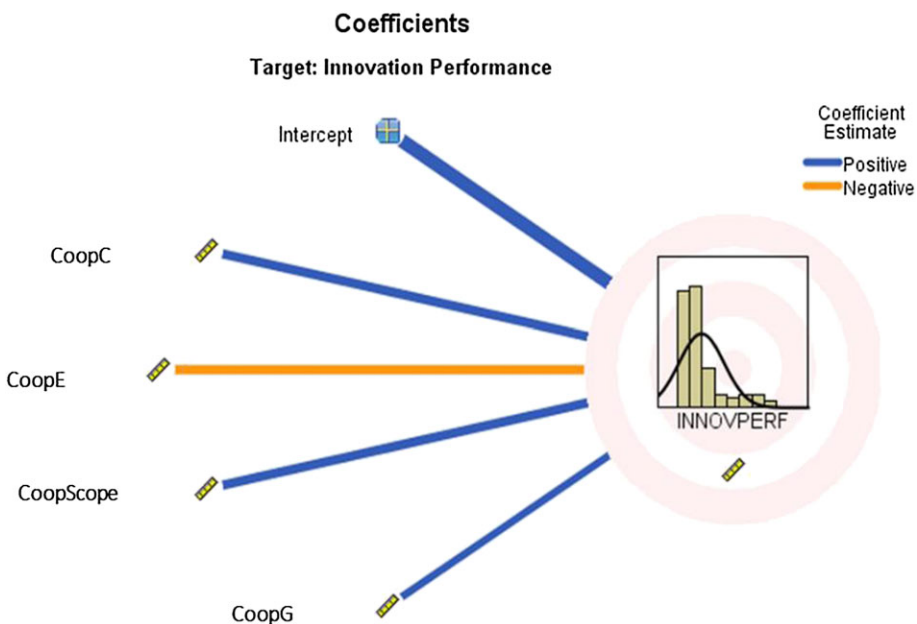 Coefficients
Target: Innovation Performance
Intercept
Coefficient
Estimate
Positive
Negative
CoopC
CoopE
INNOVPERF
CoopScope
CoopG